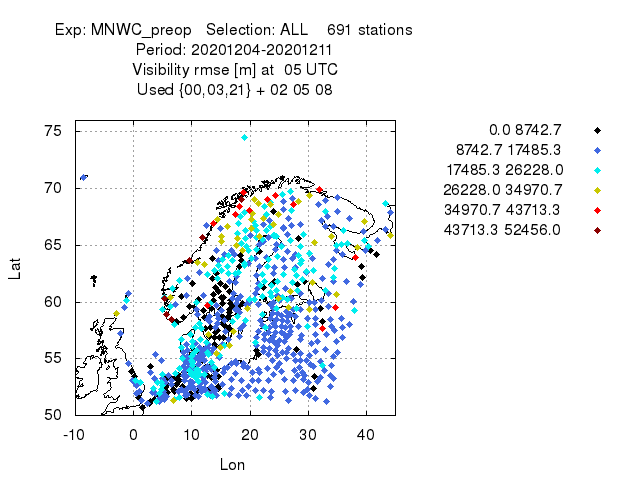 Exp: MNWC_preop   Selection: ALL    691 stations
Period: 20201204-20201211
Visibility rmse [m] at  05 UTC
Used {00,03,21} + 02 05 08
0.0 8742.7
8742.7 17485.3
17485.3 26228.0
26228.0 34970.7
34970.7 43713.3
43713.3 52456.0
75
70
65
60
55
50
Lat
-10 0 10 20 30 40
Lon